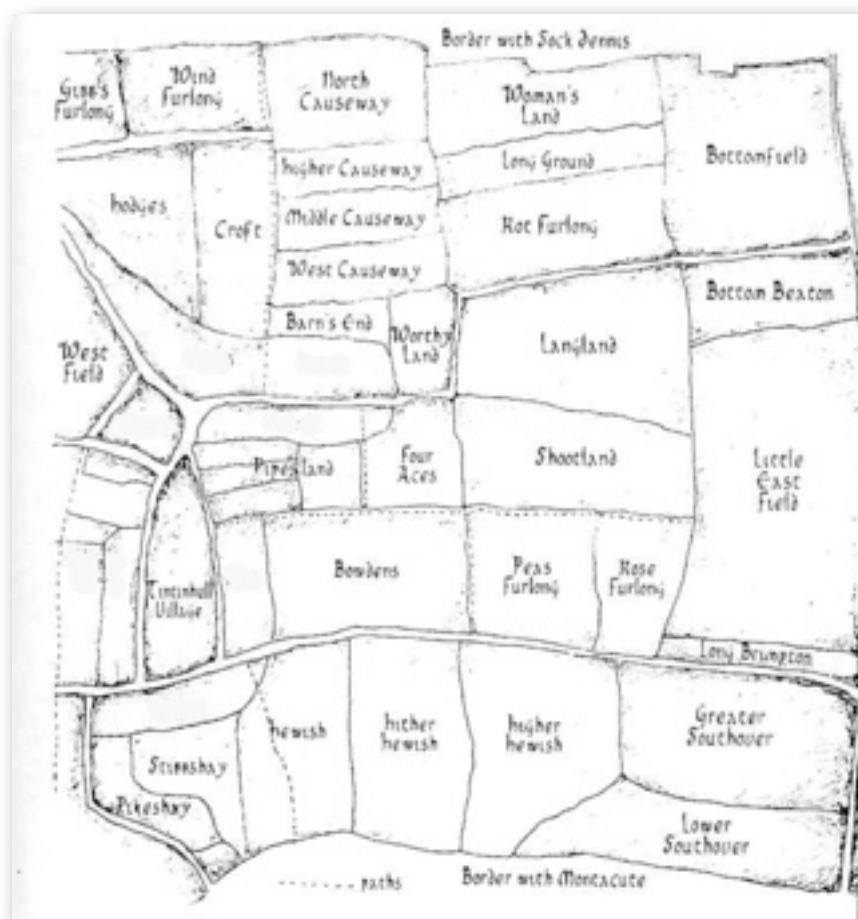 Border with Sock Dennis
Gibb's
Furlong
Wind
Furlong
North
Causeway
Woman's
Land
Bottomfield
higher Causeway
Long Ground
hodges
Croft
Middle Causeway
Rot Furlong
West Causeway
Bottom Beaton
Barn's End
Worthy
Land
Langland
West
Field
Pipesland
Four
Aces
Shootland
Little
East
Field
Bowdens
Peas
Furlong
Rose
Furlong
Tintinhull
Village
Long Brumpton
hewish
hither
hewish
higher
hewish
Greater
Southover
Stibbshay
Pikeshay
Lower
Southover
paths
Border with Montacute